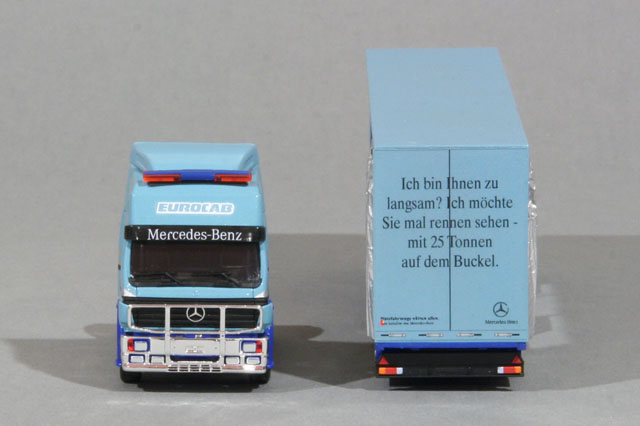 EUROCAB
Mercedes-Benz
Ich bin Ihnen zu
langsam? Ich möchte
Sie mal rennen sehen -
mit 25 Tonnen
auf dem Buckel.
Mercedes-Benz